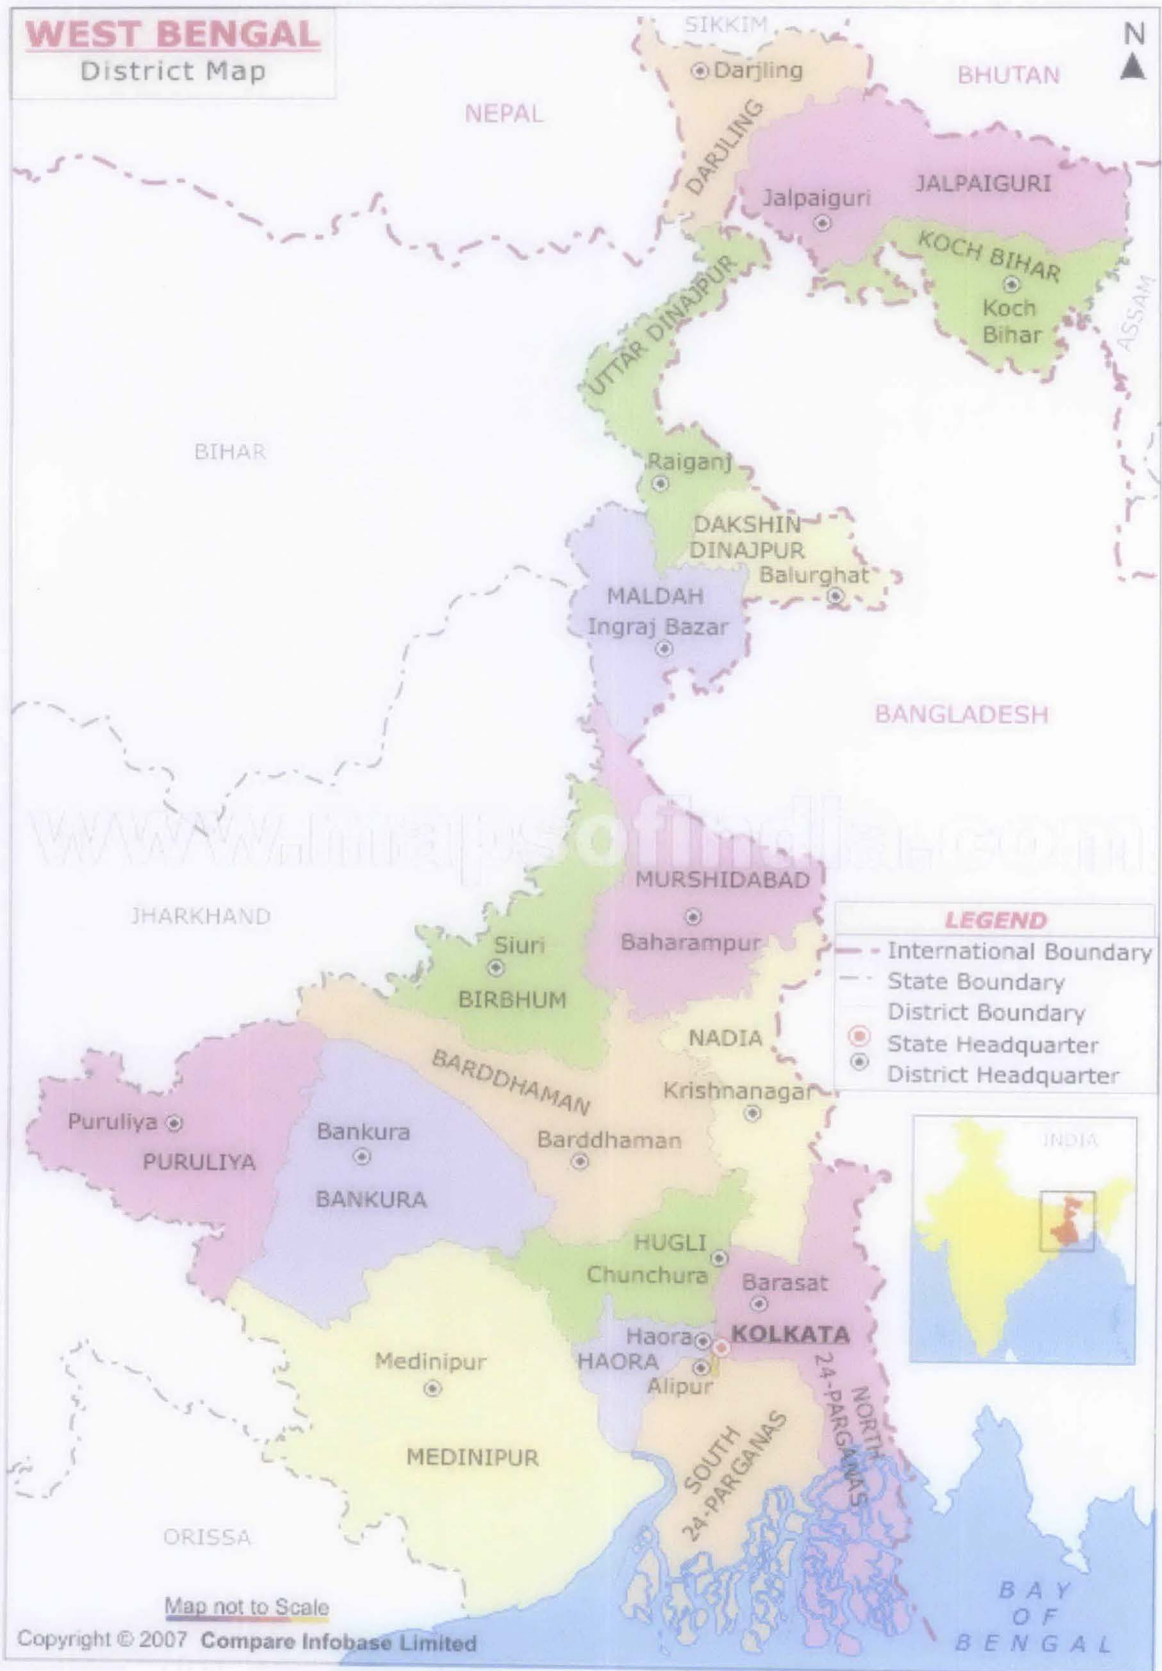 WEST BENGAL
District Map
SIKKIM
N
Darjling
BHUTAN
NEPAL
DARJLING
JALPAIGURI
Jalpaiguri
KOCH BIHAR
Koch
Bihar
ASSAM
UTTAR DINAJPUR
BIHAR
Raiganj
DAKSHIN
DINAJPUR
Balurghat
MALDAH
Ingraj Bazar
BANGLADESH
www.mapsofindia.com
MURSHIDABAD
Baharampur
JHARKHAND
Siuri
BIRBHUM
LEGEND
International Boundary
State Boundary
District Boundary
State Headquarter
District Headquarter
NADIA
Krishnanagar
BARDDHAMAN
Barddhaman
Puruliya
PURULIYA
Bankura
BANKURA
INDIA
HUGLI
Chunchura
Barasat
Haora
KOLKATA
HAORA
Alipur
Medinipur
MEDINIPUR
NORTH
24-PARGANAS
SOUTH
24-PARGANAS
ORISSA
BAY
OF
BENGAL
Map not to Scale
Copyright © 2007 Compare Infobase Limited